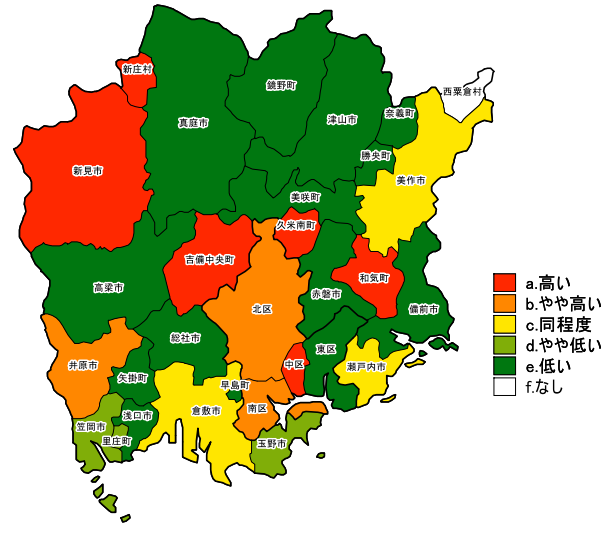 新庄村
西粟倉村
鏡野町
奈義町
真庭市
津山市
勝央町
新見市
美作市
美咲町
久米南町
吉備中央町
和気町
高梁市
赤磐市
北区
備前市
総社市
東区
井原市
中区
瀬戸内市
矢掛町
早島町
浅口市
倉敷市
南区
笠岡市
里庄町
玉野市
a.高い
b.やや高い
c.同程度
d.やや低い
e.低い
f.なし